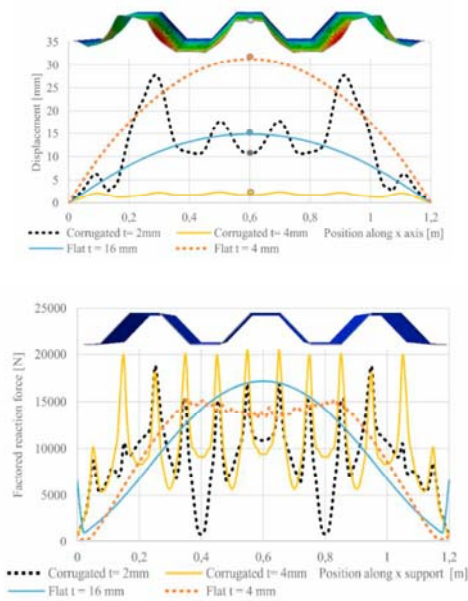 35
30
25
20
15
10
5
0
Displacement [mm]
0 0,2 0,4 0,6 0,8 1 1,2
Corrugated t= 2mm Corrugated t= 4mm Position along x axis [m]
Flat t = 16 mm Flat t = 4 mm
25000
20000
15000
10000
5000
0
Factored reaction force [N]
0 0,2 0,4 0,6 0,8 1 1,2
Corrugated t= 2mm Corrugated t= 4mm Position along x support [m]
Flat t = 16 mm Flat t = 4 mm